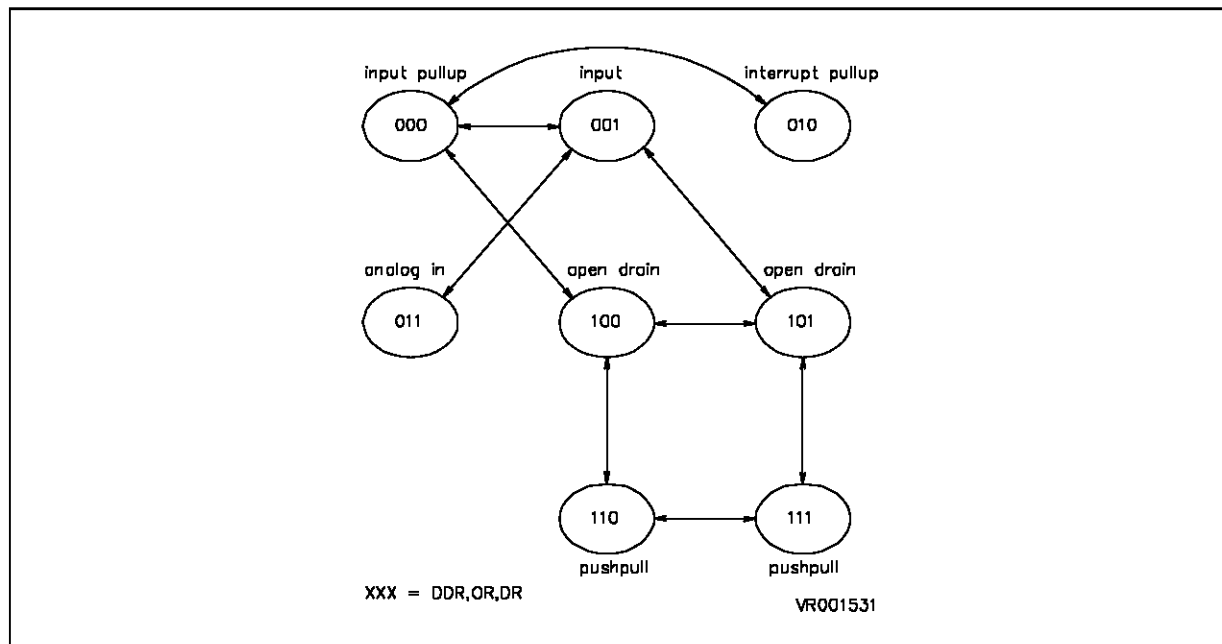 input pullup
input
interrupt pullup
000
001
010
analog in
open drain
open drain
011
100
101
110
111
pushpull
pushpull
XXX = DDR,OR,DR
VR001531